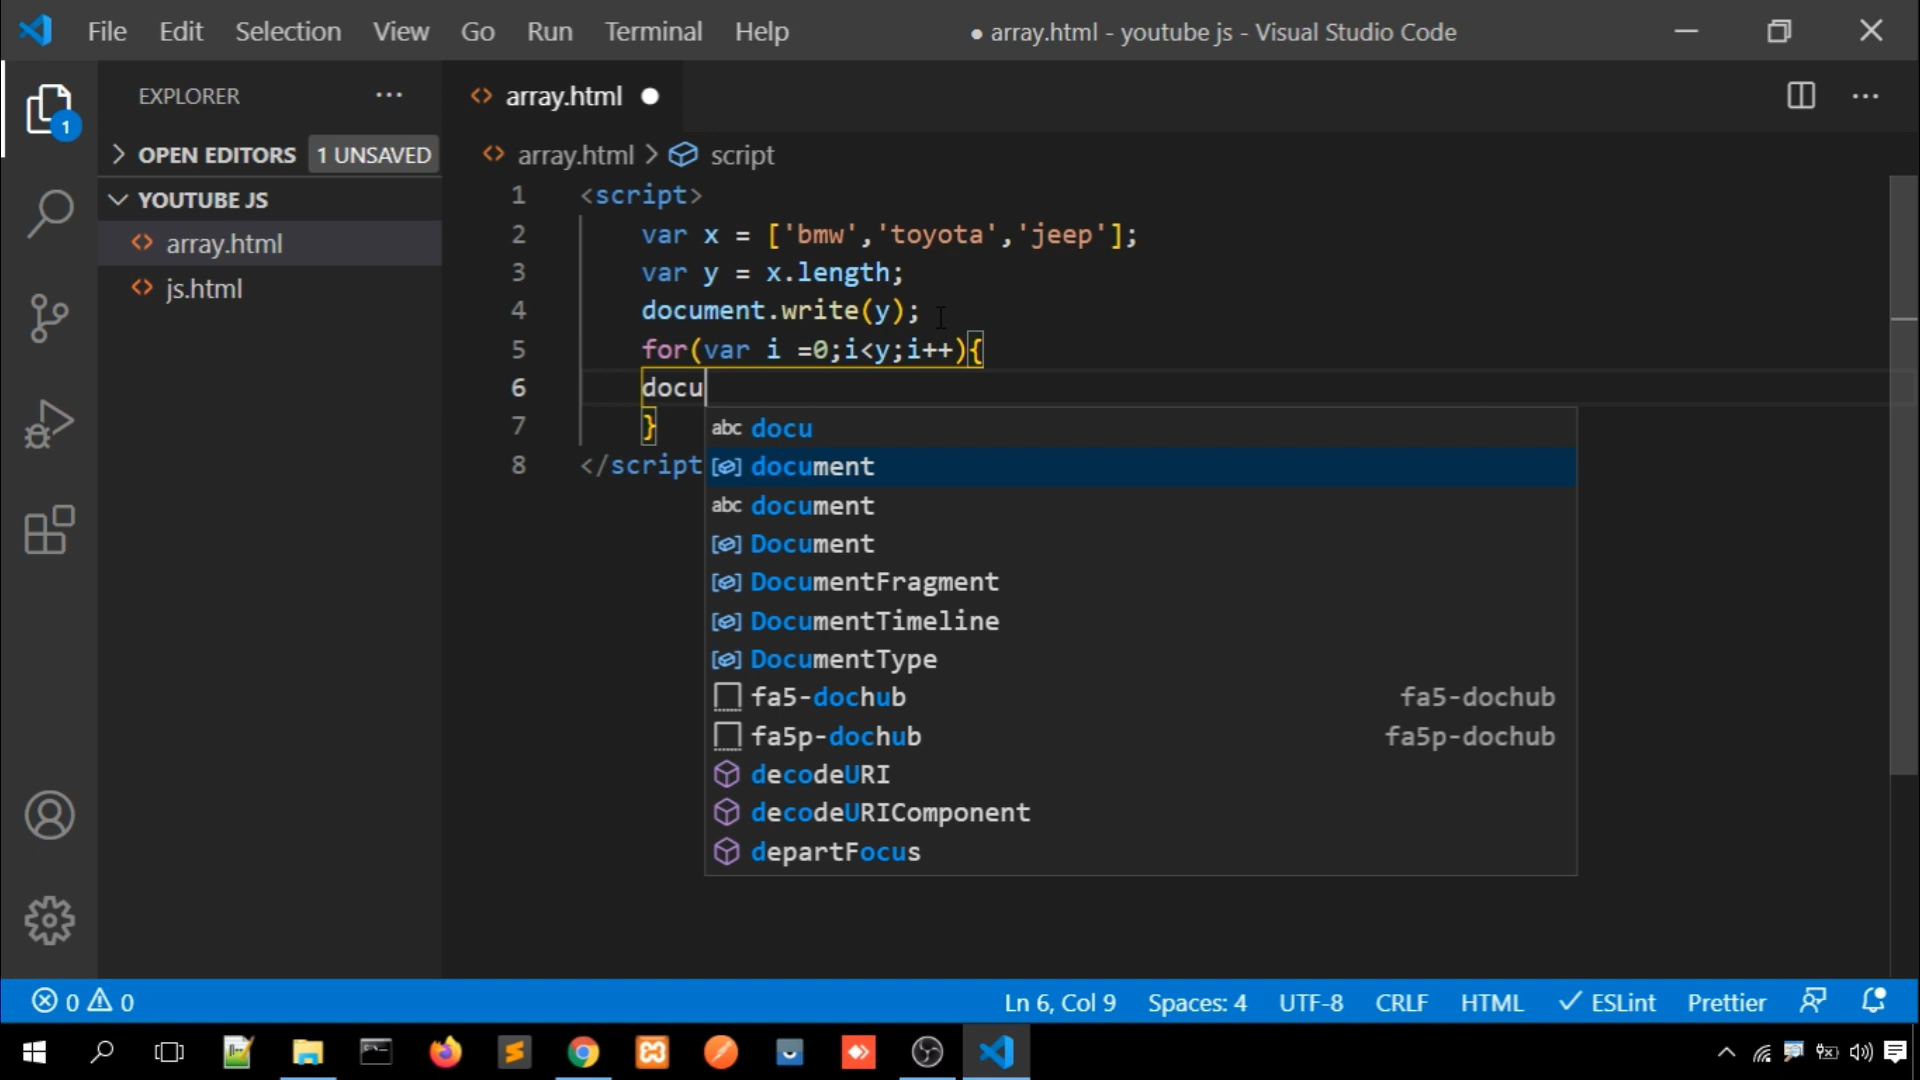 File Edit Selection View Go Run Terminal Help
● array.html - youtube js - Visual Studio Code
EXPLORER
1
OPEN EDITORS 1 UNSAVED
YOUTUBE JS
array.html
js.html
array.html
array.html > script
1 <script>
2 var x = ['bmw','toyota','jeep'];
3 var y = x.length;
4 document.write(y);
5 for(var i =0;i<y;i++){
6 docu
7 }
8 </script
abc docu
document
abc document
Document
DocumentFragment
DocumentTimeline
DocumentType
fa5-dochub fa5-dochub
fa5p-dochub fa5p-dochub
decodeURI
decodeURIComponent
departFocus
0 0 Ln 6, Col 9 Spaces: 4 UTF-8 CRLF HTML ESLint Prettier